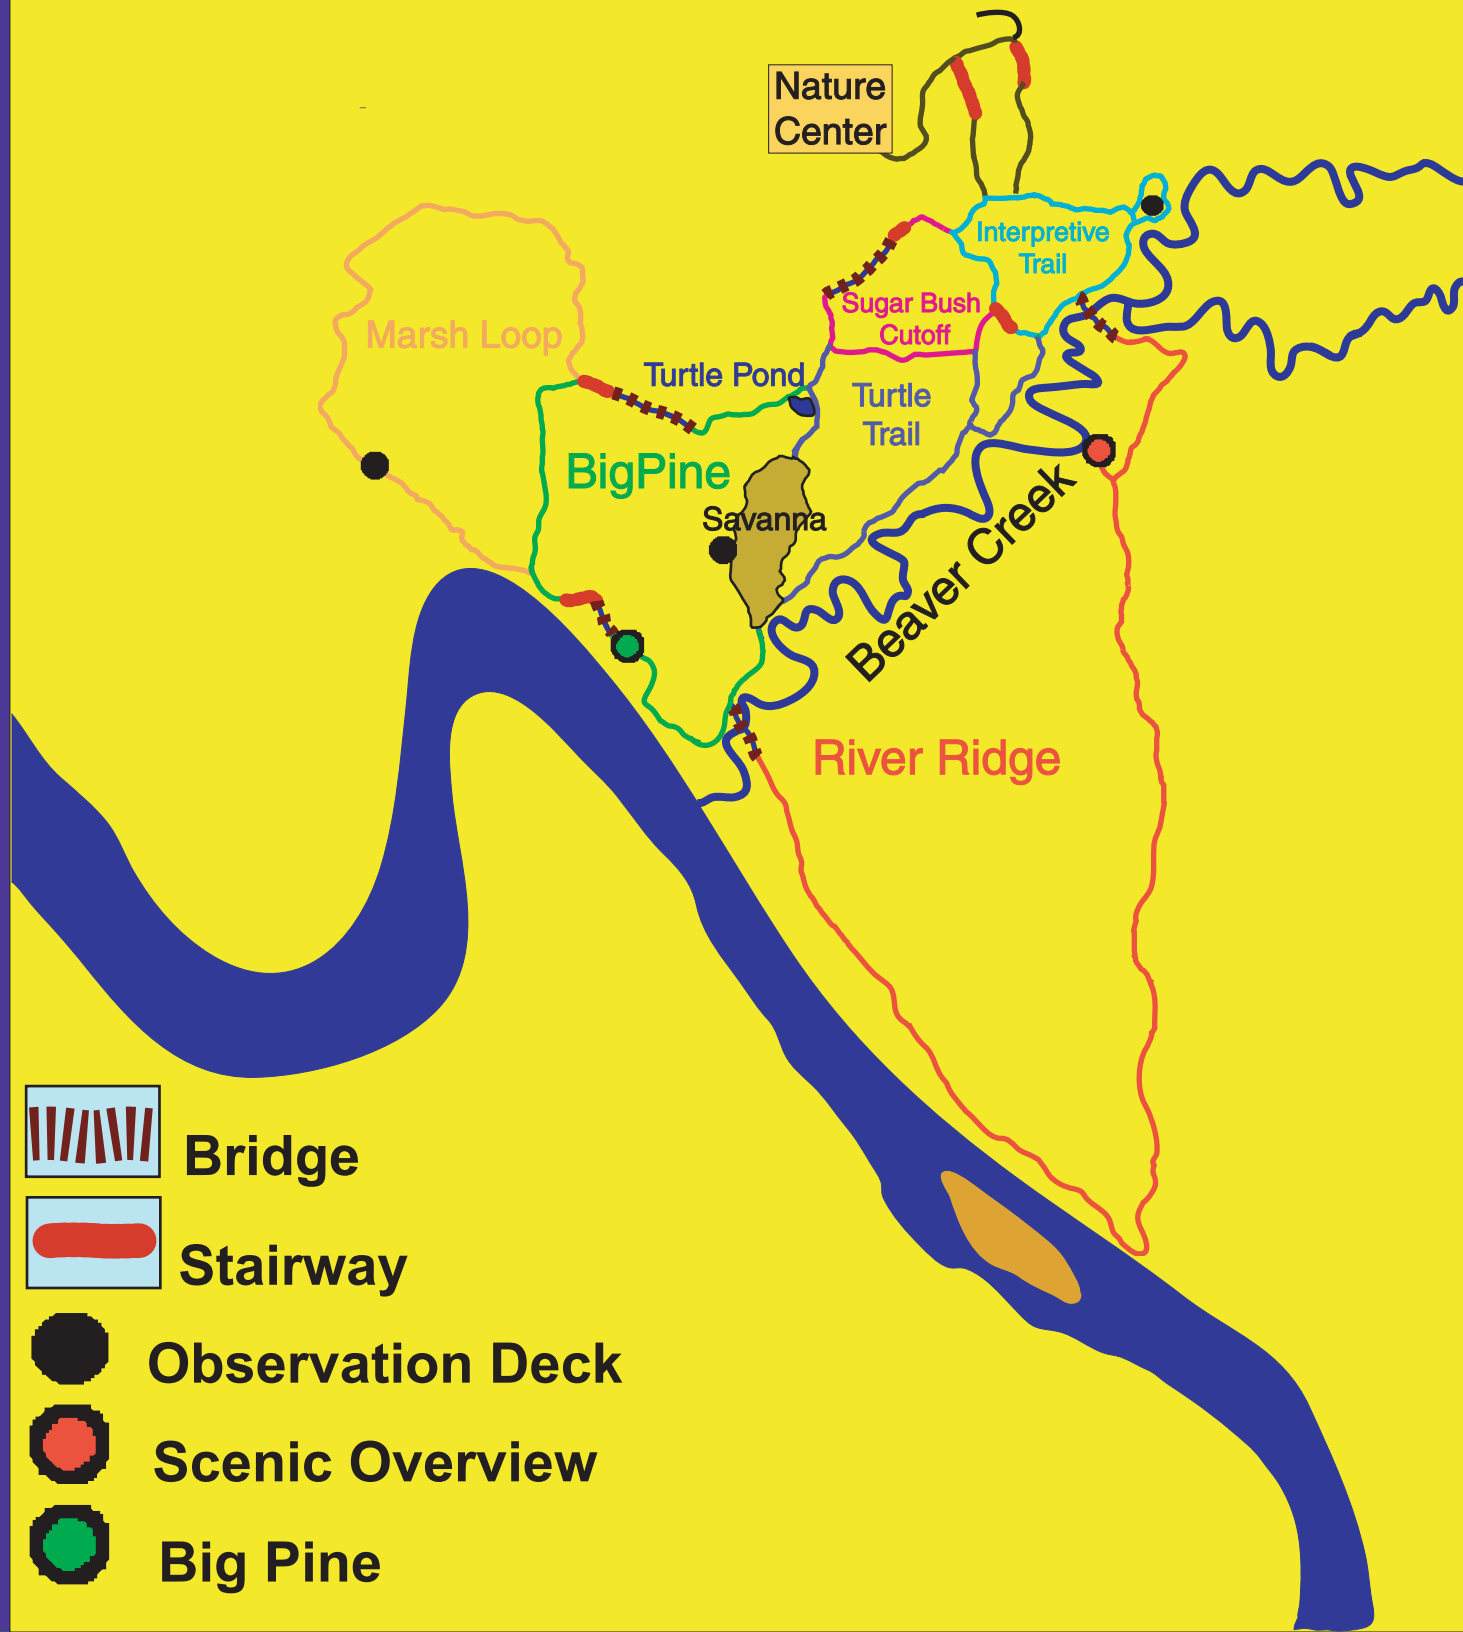 Nature
Center
Interpretive
Trail
Sugar Bush
Cutoff
Marsh Loop
Turtle Pond
Turtle
Trail
BigPine
Savanna
Beaver Creek
River Ridge
Bridge
Stairway
Observation Deck
Scenic Overview
Big Pine